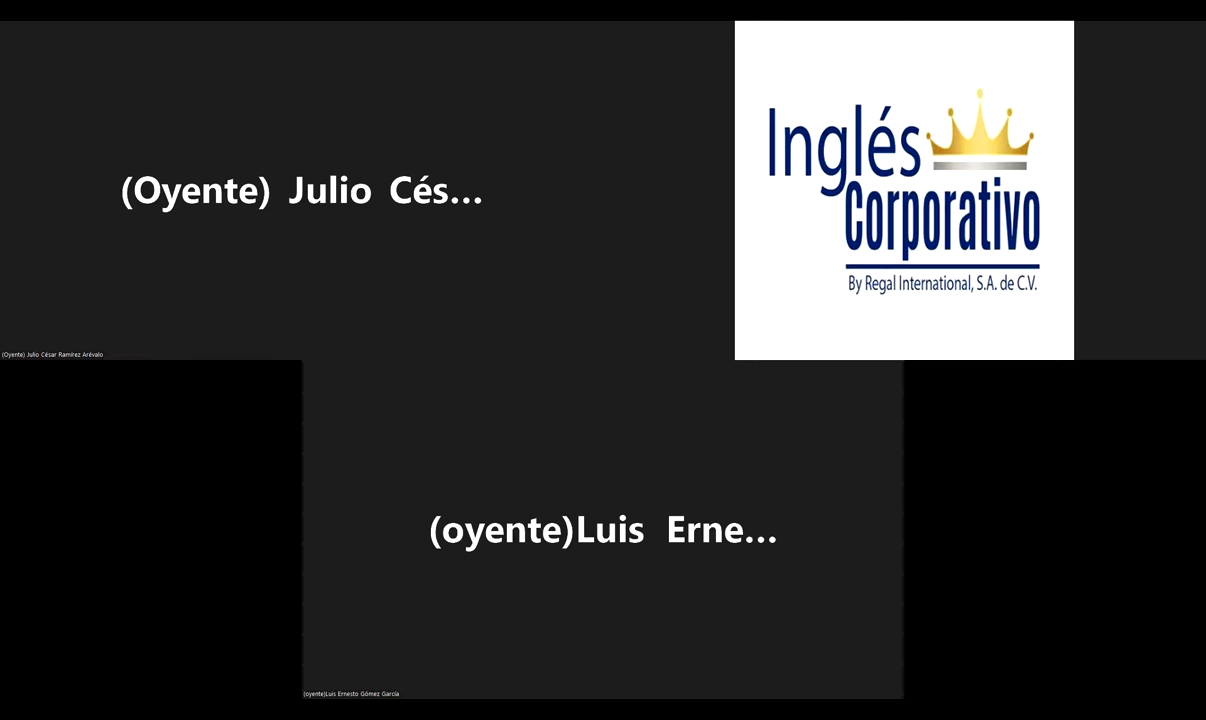 (Oyente) Julio Cés...
Inglés
Corporativo
By Regal International, S.A. de C.V.
(Oyente) Julio César Ramírez Arévalo
(oyente)Luis Erne...
(oyente)Luis Ernesto Gómez García